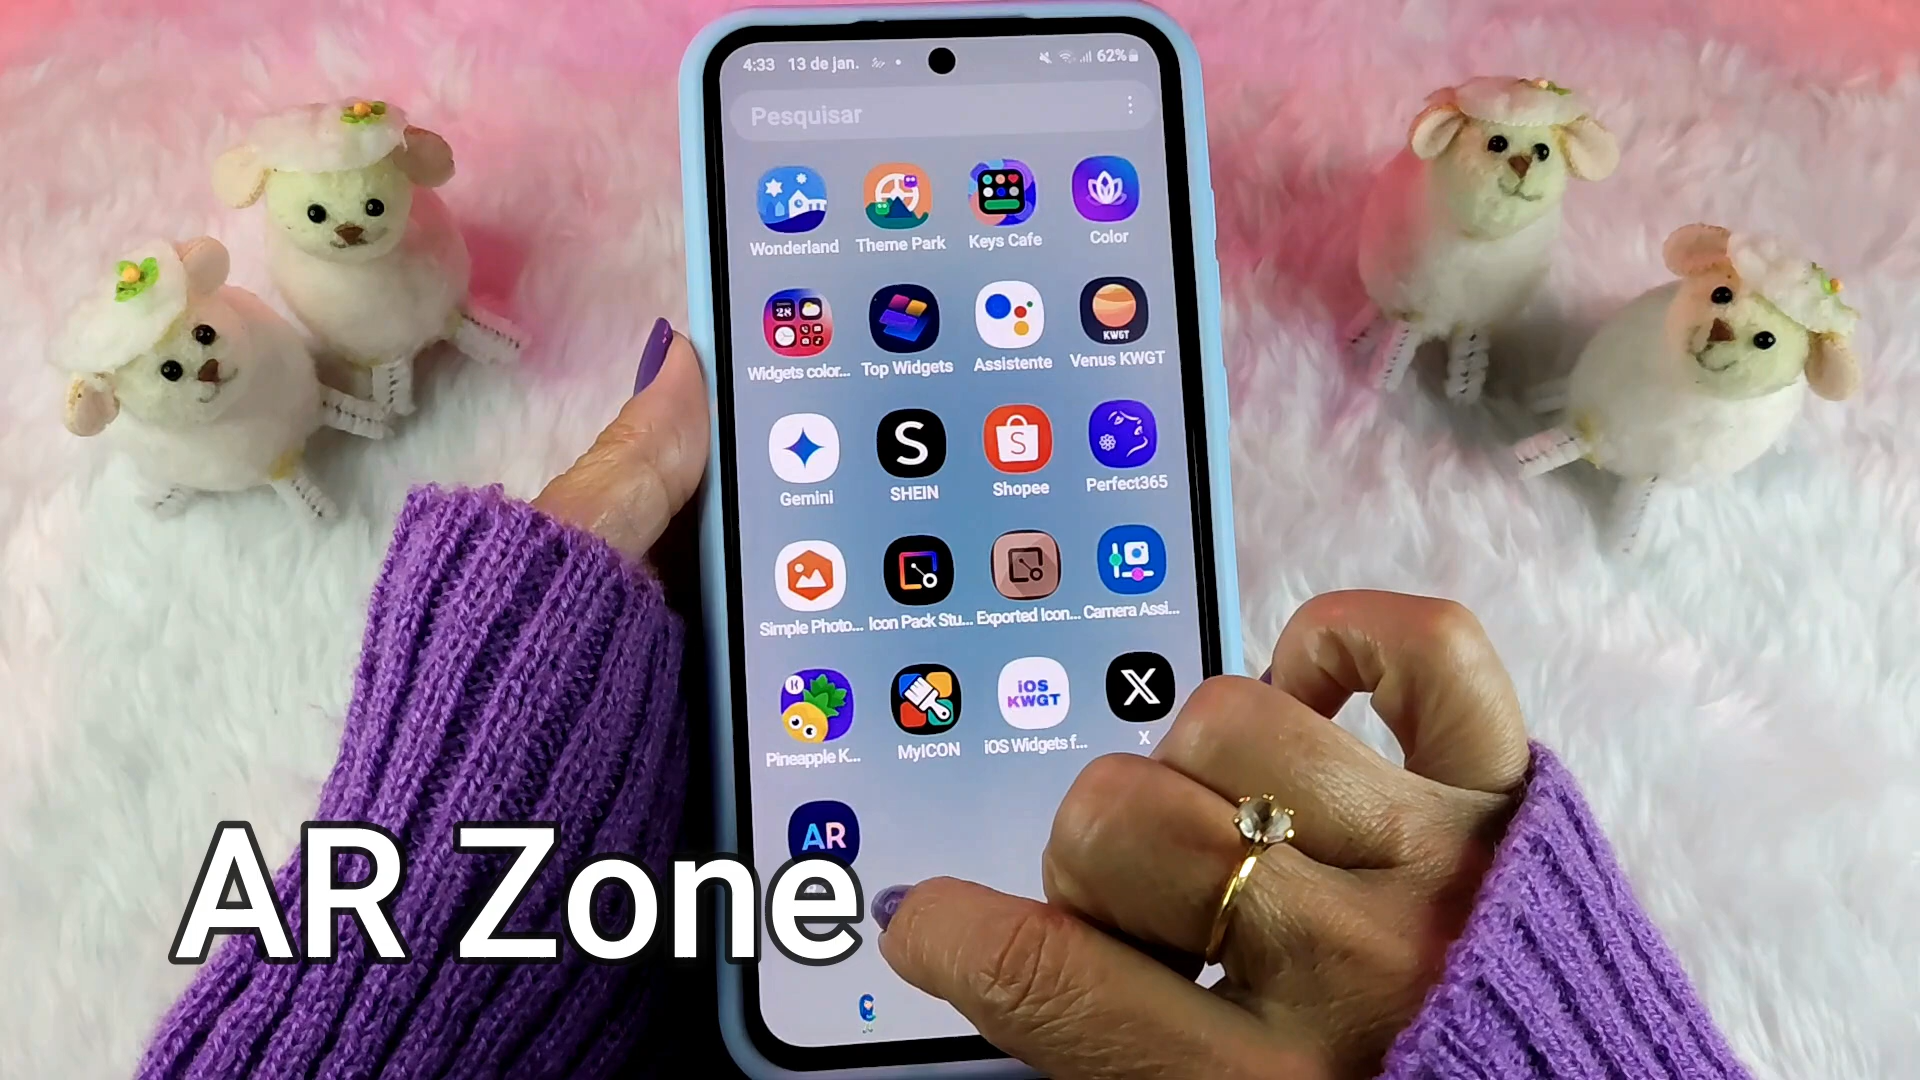 4:33 13 de jan. 62%
Pesquisar
Wonderland Theme Park Keys Cafe Color
28
KWGT
Widgets color... Top Widgets Assistente Venus KWGT
S S
Gemini SHEIN Shopee Perfect365
Simple Photo... Icon Pack Stu... Exported Icon... Camera Assi...
K iOS KWGT X
Pineapple K... MyICON iOS Widgets f... X
AR
AR Zone